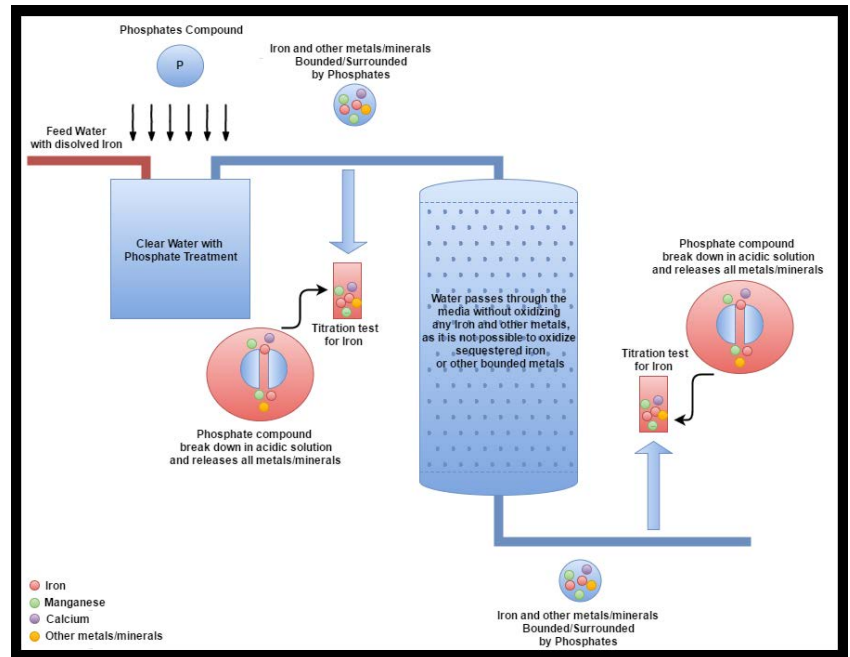 Phosphates Compound
P
Iron and other metals/minerals
Bounded/Surrounded
by Phosphates
Feed Water
with disolved Iron
Clear Water with
Phosphate Treatment
Titration test
for Iron
Phosphate compound
break down in acidic solution
and releases all metals/minerals
Water passes through the
media without oxidizing
any Iron and other metals,
as it is not possible to oxidize
sequestered iron
or other bounded metals
Phosphate compound
break down in acidic solution
and releases all metals/minerals
Titration test
for Iron
Iron and other metals/minerals
Bounded/Surrounded
by Phosphates
Iron
Manganese
Calcium
Other metals/minerals